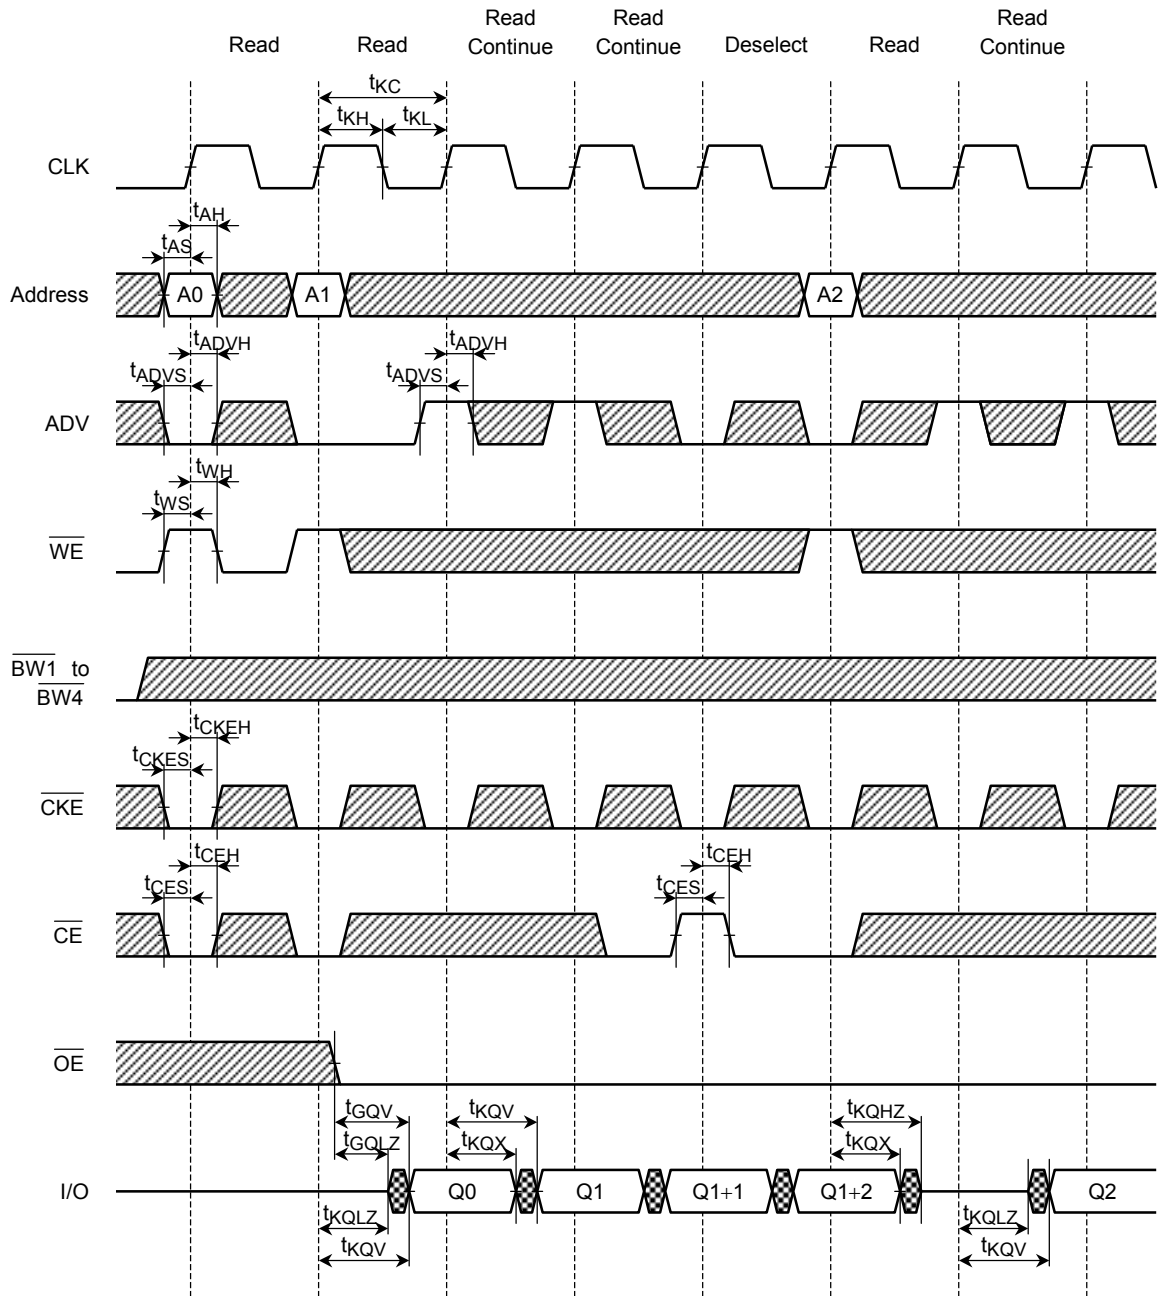 Read Read Read Continue Read Continue Deselect Read Read Continue
tKC
tKH tKL
CLK
tAH
tAS
Address A0 A1 A2
tADVH tADVH
tADVS tADVS
ADV
tWH
tWS
WE
BW1 to
BW4
tCKEH
tCKES
CKE
tCEH tCEH
tCES tCES
CE
OE
tGQV tKQV tKQHZ
tGQLZ tKQX tKQX
I/O Q0 Q1 Q1+1 Q1+2 Q2
tKQLZ tKQLZ
tKQV tKQV